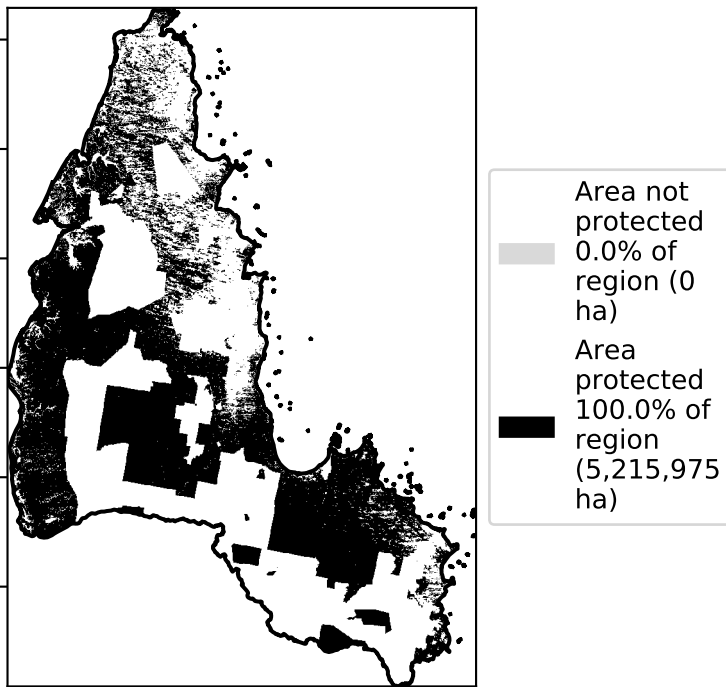 Area not
protected
0.0% of
region (0
ha)
Area
protected
100.0% of
region
(5,215,975
ha)